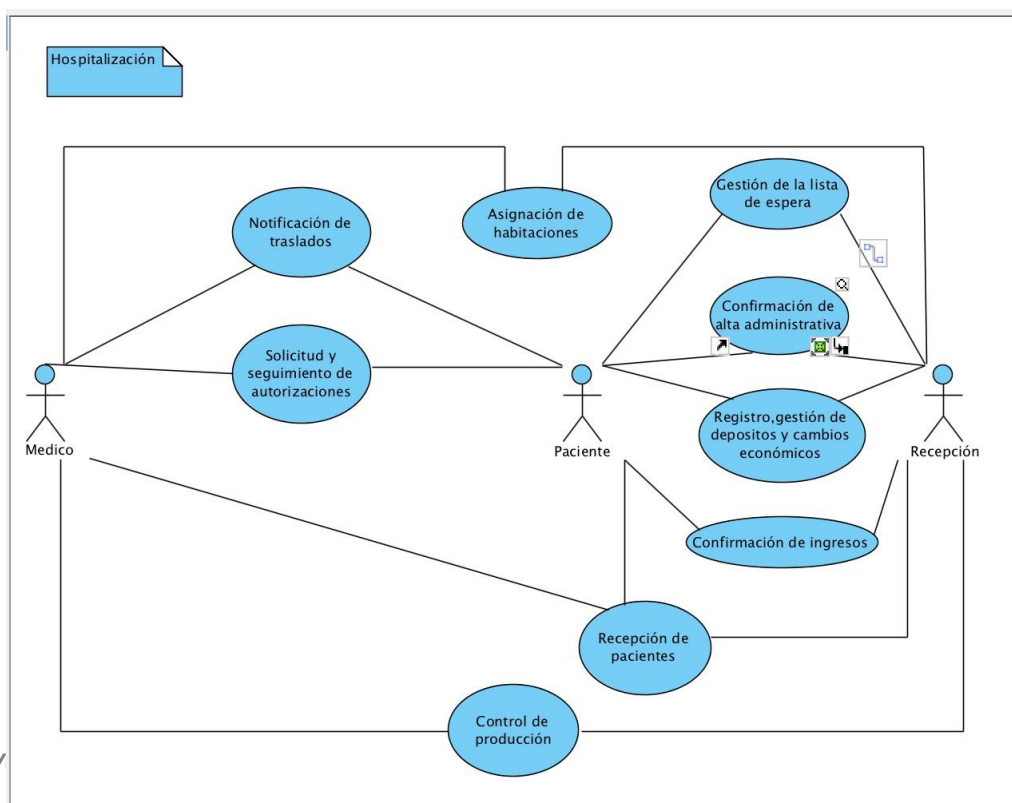 Hospitalización
Gestión de la lista
de espera
Notificación de
traslados
Asignación de
habitaciones
Confirmación de
alta administrativa
Solicitud y
seguimiento de
autorizaciones
Registro,gestión de
depositos y cambios
económicos
Medico
Paciente
Recepción
Confirmación de ingresos
Recepción de
pacientes
Control de
producción